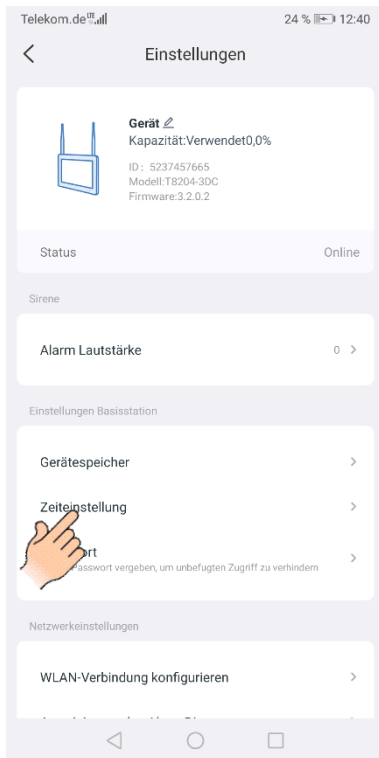 Telekom.de LTE 24 % 12:40
Einstellungen
Gerät
Kapazität:Verwendet0,0%
ID : 5237457665
Modell:T8204-3DC
Firmware:3.2.0.2
Status Online
Sirene
Alarm Lautstärke 0
Einstellungen Basisstation
Gerätespeicher
Zeiteinstellung
ort
Passwort vergeben, um unbefugten Zugriff zu verhindern
Netzwerkeinstellungen
WLAN-Verbindung konfigurieren